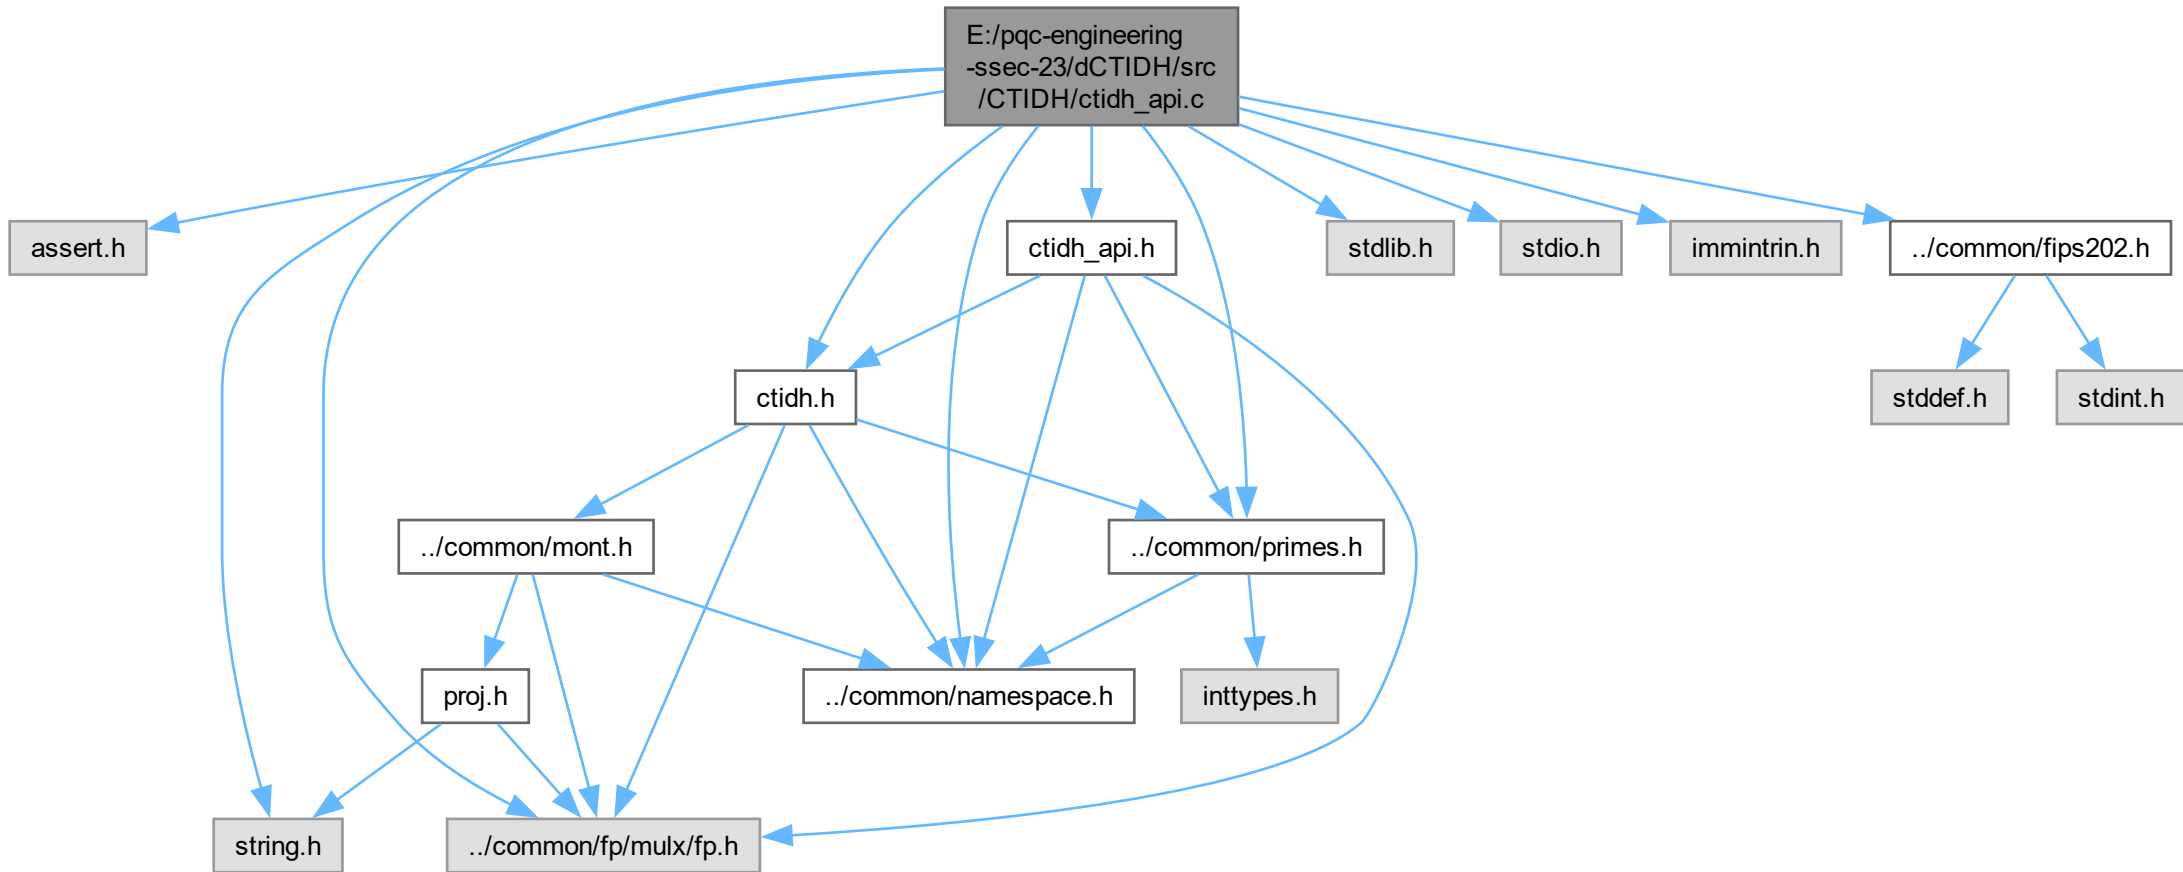 E:/pqc-engineering
-ssec-23/dCTIDH/src
/CTIDH/ctidh_api.c
assert.h
ctidh_api.h
stdlib.h
stdio.h
immintrin.h
../common/fips202.h
ctidh.h
stddef.h
stdint.h
../common/mont.h
../common/primes.h
proj.h
../common/namespace.h
inttypes.h
string.h
../common/fp/mulx/fp.h